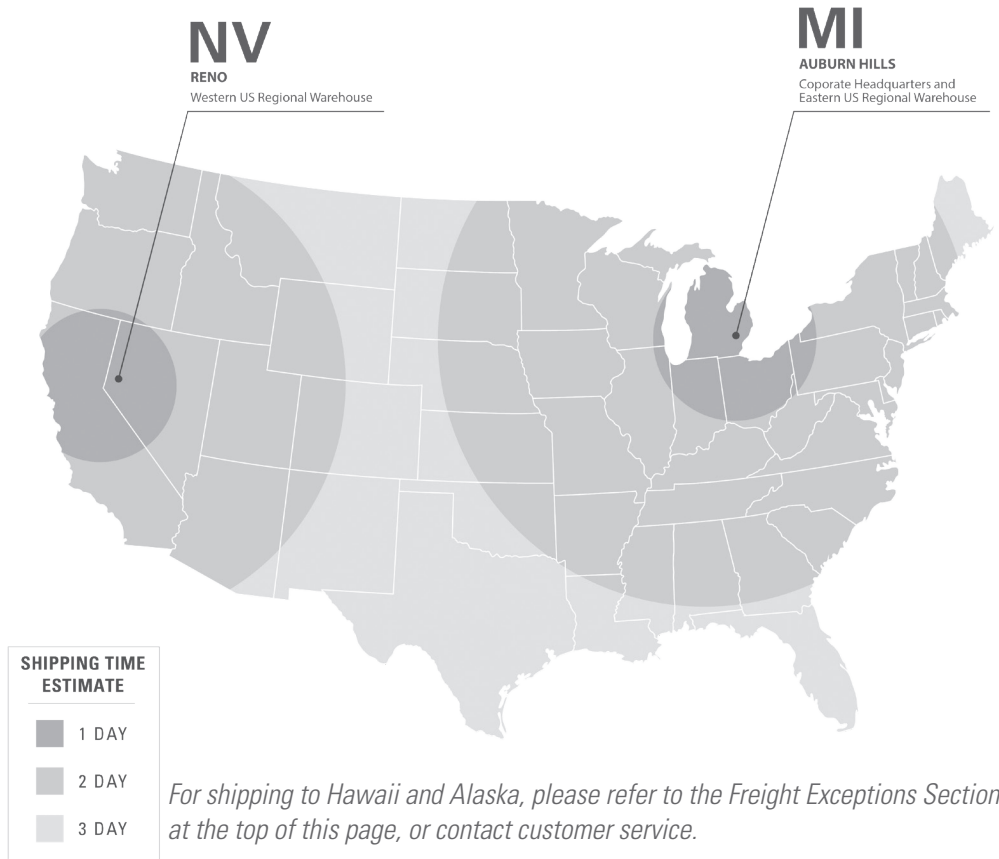 NV
RENO
Western US Regional Warehouse
MI
AUBURN HILLS
Coporate Headquarters and
Eastern US Regional Warehouse
SHIPPING TIME
ESTIMATE
1 DAY
2 DAY
3 DAY
For shipping to Hawaii and Alaska, please refer to the Freight Exceptions Section
at the top of this page, or contact customer service.